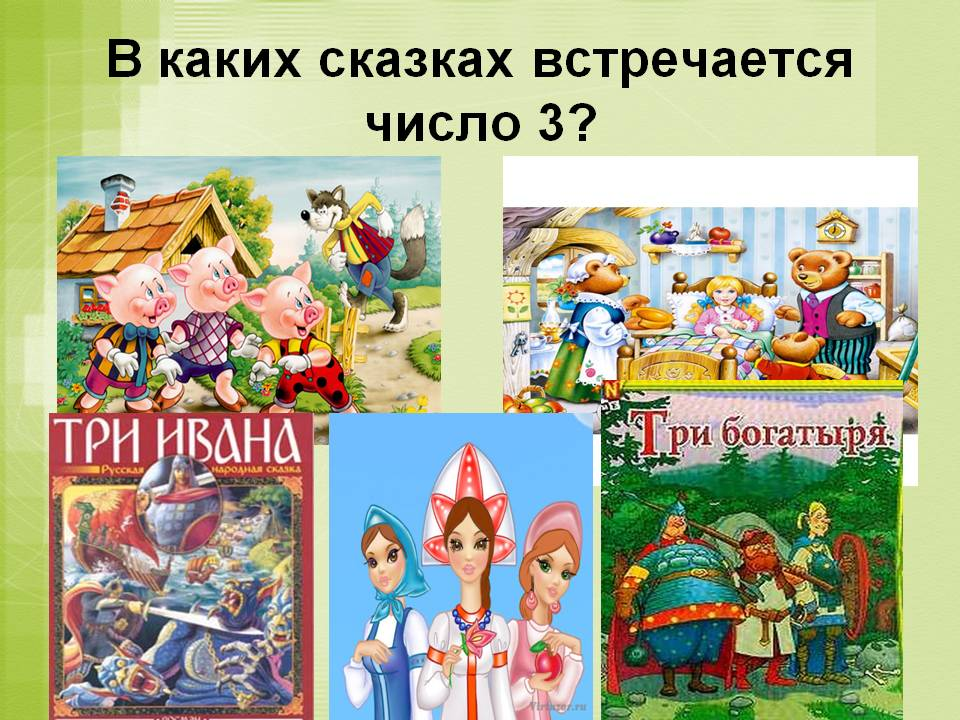 В каких сказках встречается
число 3?
ТРИ ИВАНА
Русская
народная сказка
Три богатыря